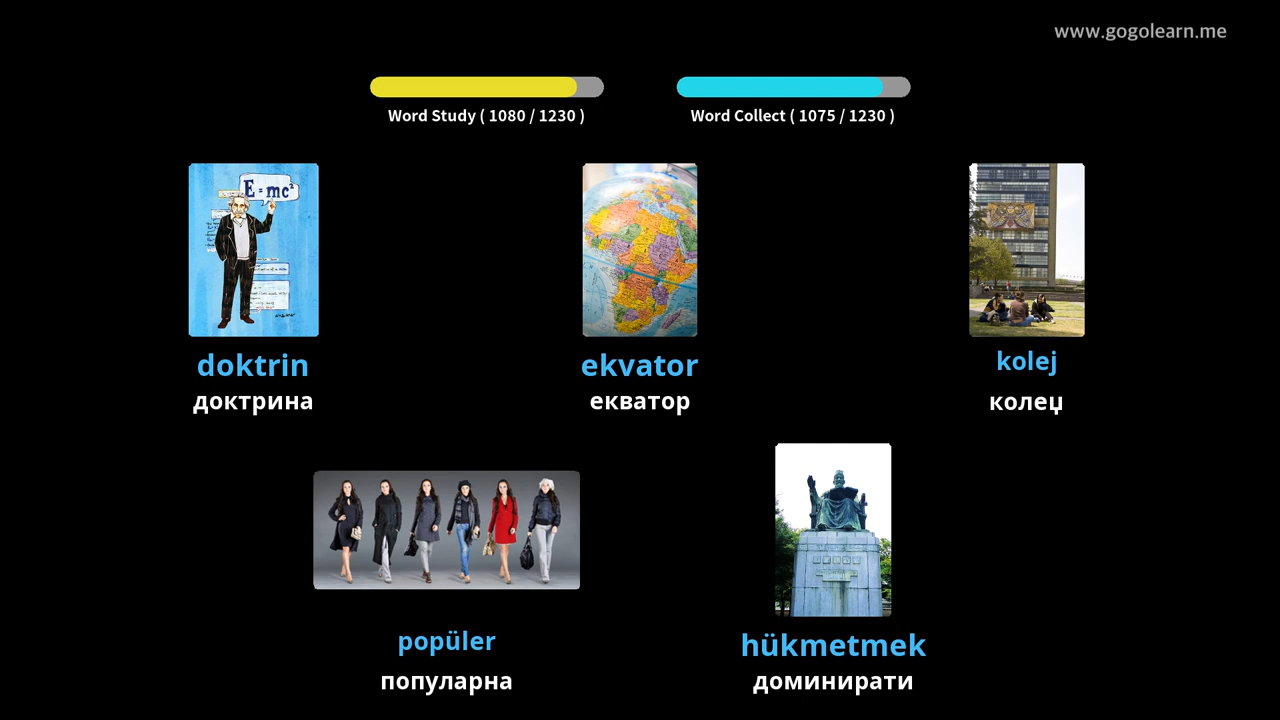 www.gogolearn.me
Word Study ( 1080 / 1230 )
Word Collect ( 1075 / 1230 )
E = mc²
doktrin
доктрина
ekvator
екватор
kolej
колеџ
popüler
популарна
hükmetmek
доминирати